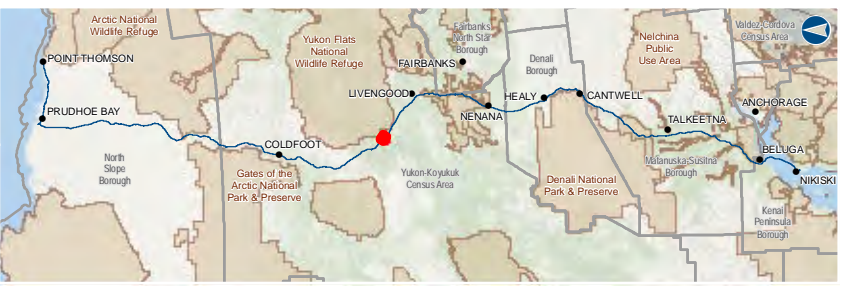 Arctic National
Wildlife Refuge
POINT THOMSON
PRUDHOE BAY
North
Slope
Borough
COLDFOOT
Gates of the
Arctic National
Park & Preserve
Yukon Flats
National
Wildlife Refuge
LIVENGOOD
Fairbanks
North Star
Borough
FAIRBANKS
NENANA
Yukon-Koyukuk
Census Area
Denali
Borough
HEALY
CANTWELL
Denali National
Park & Preserve
Nelchina
Public
Use Area
TALKEETNA
Matanuska-Susitna
Borough
Valdez-Cordova
Census Area
ANCHORAGE
BELUGA
NIKISKI
Kenai
Peninsula
Borough